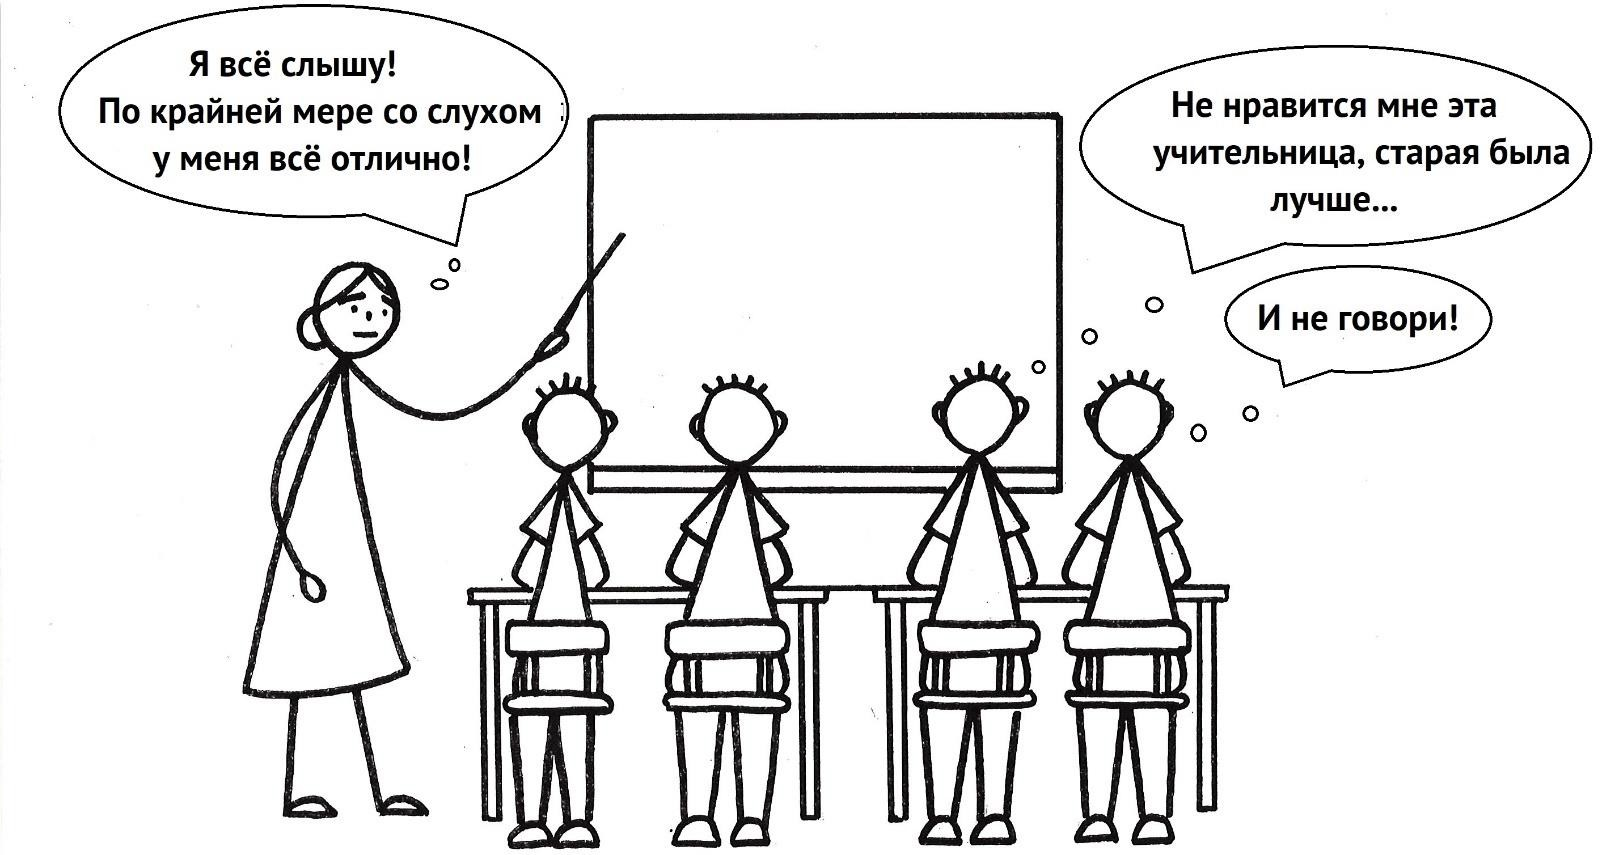 Я всё слышу!
По крайней мере со слухом
у меня всё отлично!
Не нравится мне эта
учительница, старая была
лучше...
И не говори!